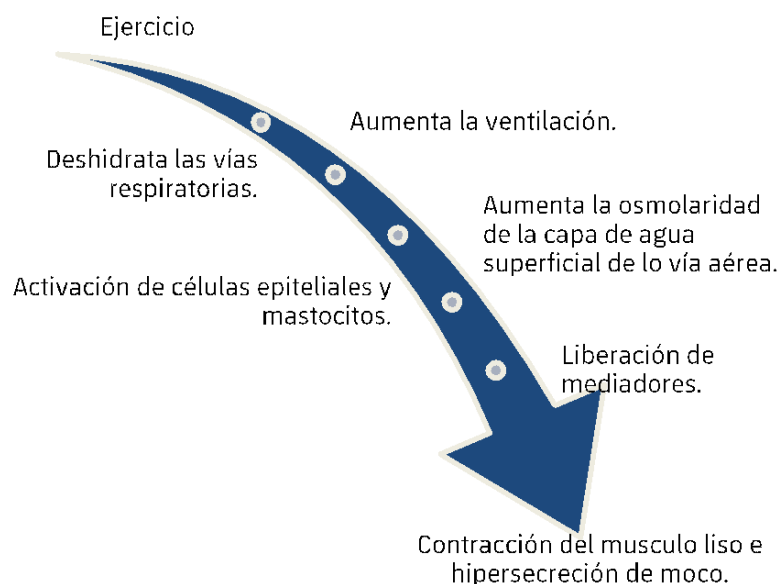 Ejercicio
Aumenta la ventilación.
Deshidrata las vías
respiratorias.
Aumenta la osmolaridad
de la capa de agua
superficial de lo vía aérea.
Activación de células epiteliales y
mastocitos.
Liberación de
mediadores.
Contracción del musculo liso e
hipersecreción de moco.